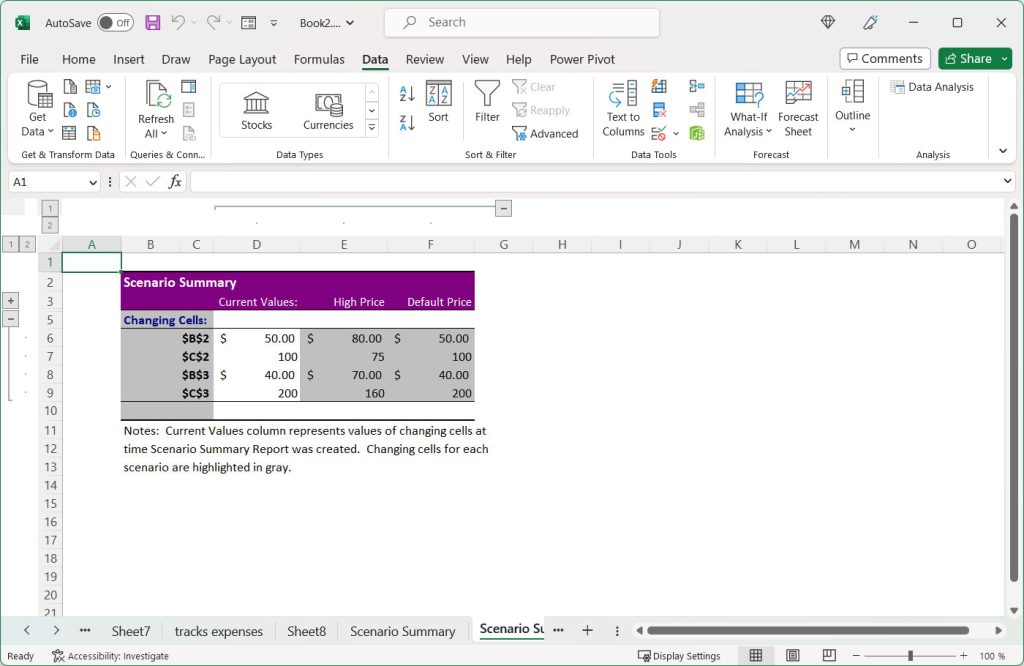 AutoSave Off Book2.... Search
File Home Insert Draw Page Layout Formulas Data Review View Help Power Pivot Comments Share
Get Data Refresh All Stocks Currencies Sort Filter Clear Reapply Advanced Text to Columns What-If Analysis Forecast Sheet Outline Data Analysis
Get & Transform Data Queries & Conn... Data Types Sort & Filter Data Tools Forecast Analysis
A1 fx
1
2
1 2 A B C D E F G H I J K L M N O
1
2 Scenario Summary
3 Current Values: High Price Default Price
5 Changing Cells:
6 $B$2 $ 50.00 $ 80.00 $ 50.00
7 $C$2 100 75 100
8 $B$3 $ 40.00 $ 70.00 $ 40.00
9 $C$3 200 160 200
10
11 Notes: Current Values column represents values of changing cells at
12 time Scenario Summary Report was created. Changing cells for each
13 scenario are highlighted in gray.
14
15
16
17
18
19
20
21
... Sheet7 tracks expenses Sheet8 Scenario Summary Scenario Su ...
Ready Accessibility: Investigate Display Settings 100 %